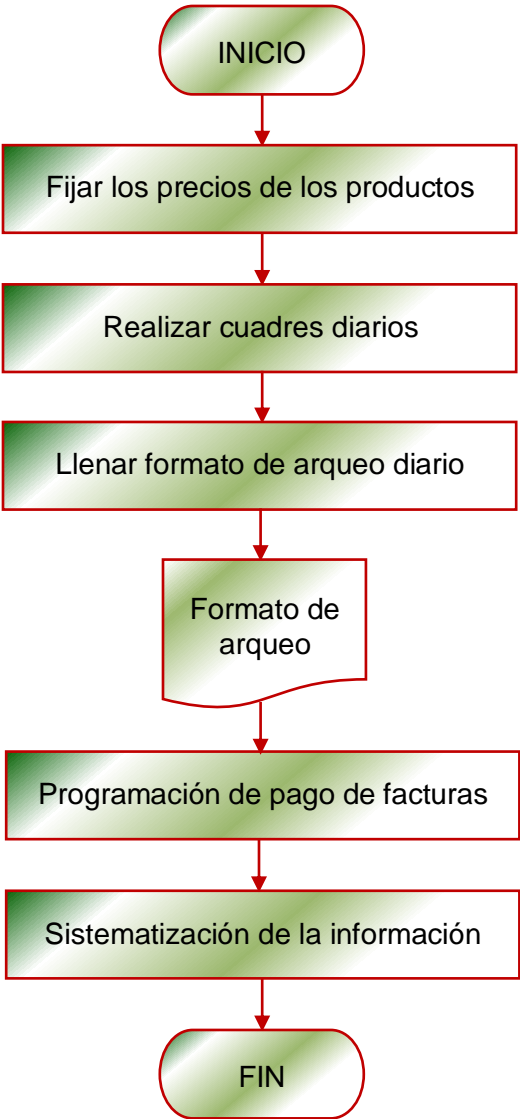 INICIO
Fijar los precios de los productos
Realizar cuadres diarios
Llenar formato de arqueo diario
Formato de
arqueo
Programación de pago de facturas
Sistematización de la información
FIN